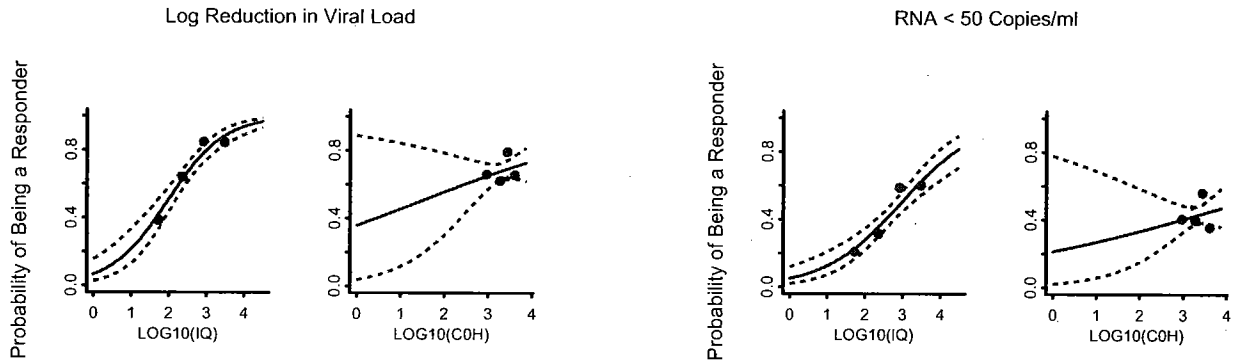 Log Reduction in Viral Load
RNA < 50 Copies/ml
Probability of Being a Responder
0.0 0.4 0.8
0 1 2 3 4
LOG10(IQ)
0.0 0.4 0.8
0 1 2 3 4
LOG10(C0H)
Probability of Being a Responder
0.0 0.4 0.8
0 1 2 3 4
LOG10(IQ)
0.0 0.4 0.8
0 1 2 3 4
LOG10(C0H)